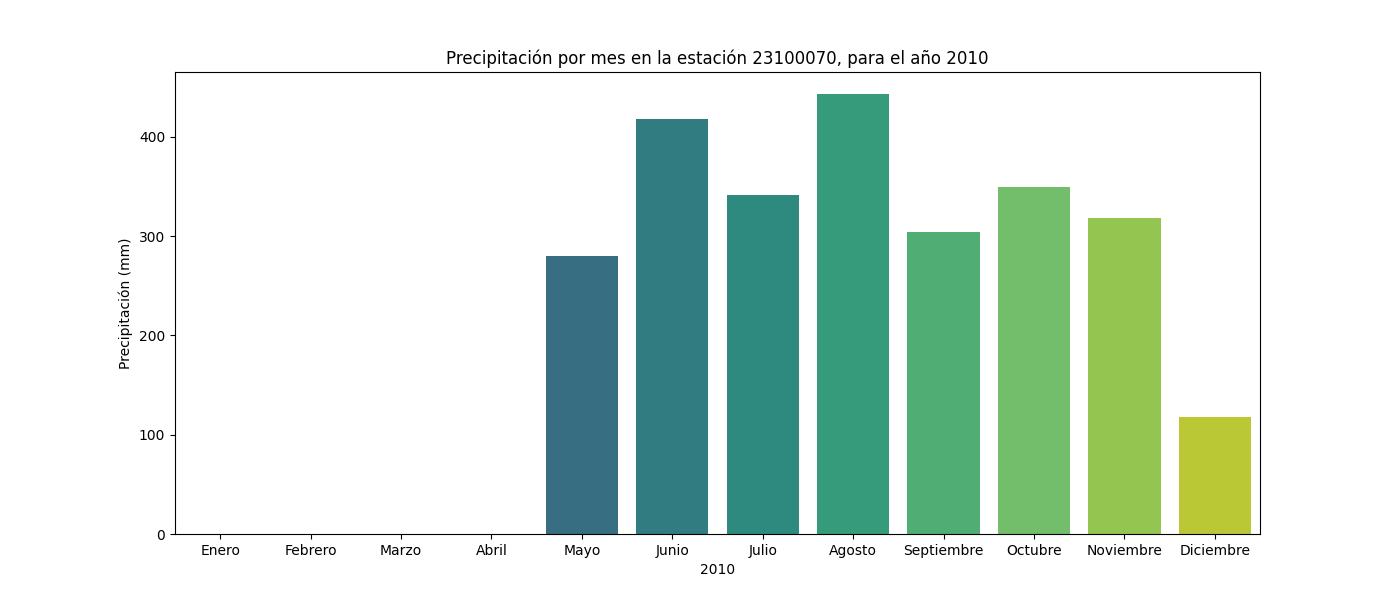 Precipitación por mes en la estación 23100070, para el año 2010
Precipitación (mm)
400
300
200
100
0
Enero Febrero Marzo Abril Mayo Junio Julio Agosto Septiembre Octubre Noviembre Diciembre
2010